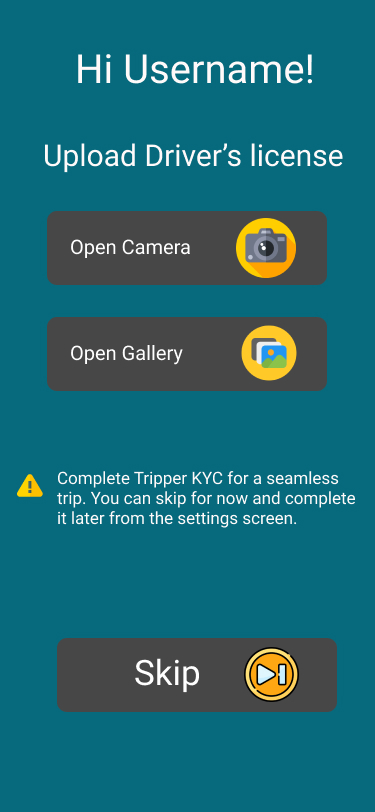 Hi Username!
Upload Driver’s license
Open Camera
Open Gallery
Complete Tripper KYC for a seamless
trip. You can skip for now and complete
it later from the settings screen.
Skip